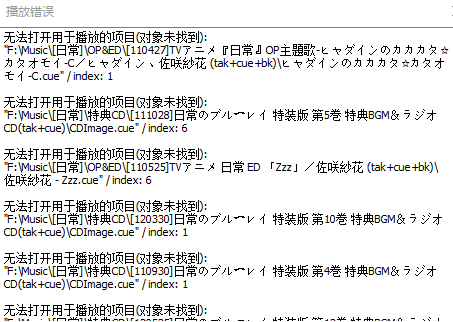 播放错误
无法打开用于播放的项目(对象未找到):
"F:\Music\[日常]\OP&ED\[110427]TVアニメ『日常』OP主題歌-ヒャダインのカカカタ☆
カタオモイ-C／ヒャダイン、佐咲紗花 (tak+cue+bk)\ヒャダインのカカカタ☆カタオ
モイ-C.cue" / index: 1
无法打开用于播放的项目(对象未找到):
"F:\Music\[日常]\特典CD\[111028]日常のブルーレイ 特装版 第5巻 特典BGM＆ラジオ
CD(tak+cue)\CDImage.cue" / index: 6
无法打开用于播放的项目(对象未找到):
"F:\Music\[日常]\OP&ED\[110525]TVアニメ 日常 ED 「Zzz」／佐咲紗花 (tak+cue+bk)\
佐咲紗花 - Zzz.cue" / index: 6
无法打开用于播放的项目(对象未找到):
"F:\Music\[日常]\特典CD\[120330]日常のブルーレイ 特装版 第10巻 特典BGM＆ラジオ
CD(tak+cue)\CDImage.cue" / index: 1
无法打开用于播放的项目(对象未找到):
"F:\Music\[日常]\特典CD\[110930]日常のブルーレイ 特装版 第4巻 特典BGM＆ラジオ
CD(tak+cue)\CDImage.cue" / index: 1
无法打开用于播放的项目(对象未找到):